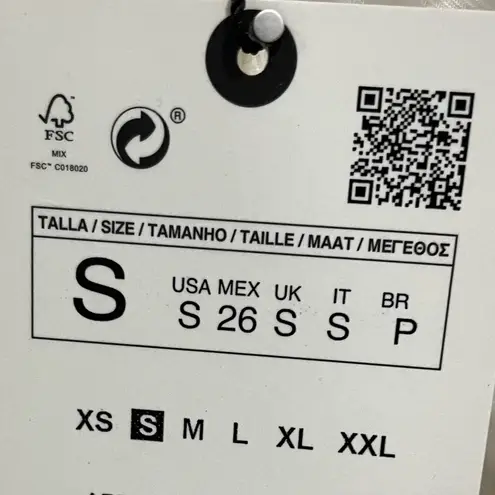 FSC
MIX
FSC™ C018020
®
TALLA / SIZE / TAMANHO / TAILLE / MAAT / ΜΕΓΕΘΟΣ
S
USA MEX UK IT BR
S 26 S S P
XS S M L XL XXL